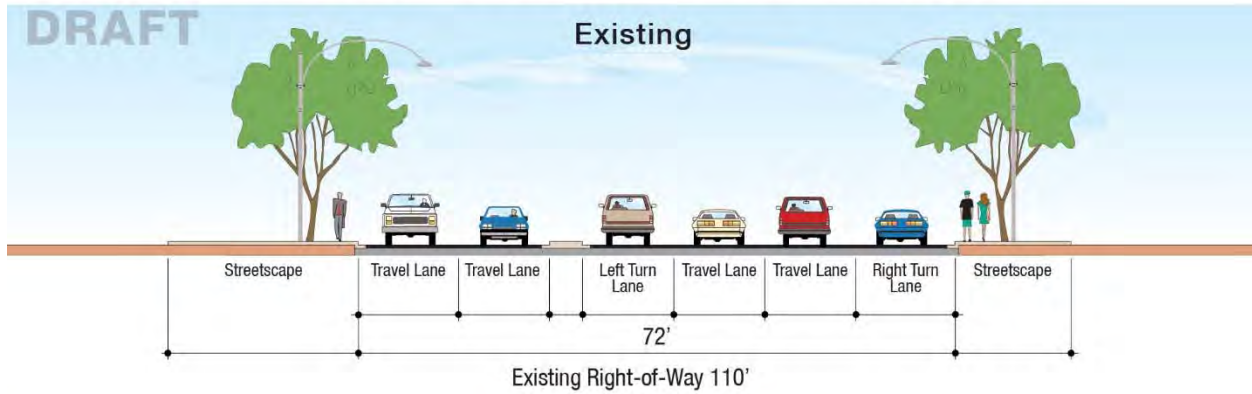 DRAFT
Existing
Streetscape
Travel Lane
Travel Lane
Left Turn
Lane
Travel Lane
Travel Lane
Right Turn
Lane
Streetscape
72’
Existing Right-of-Way 110’